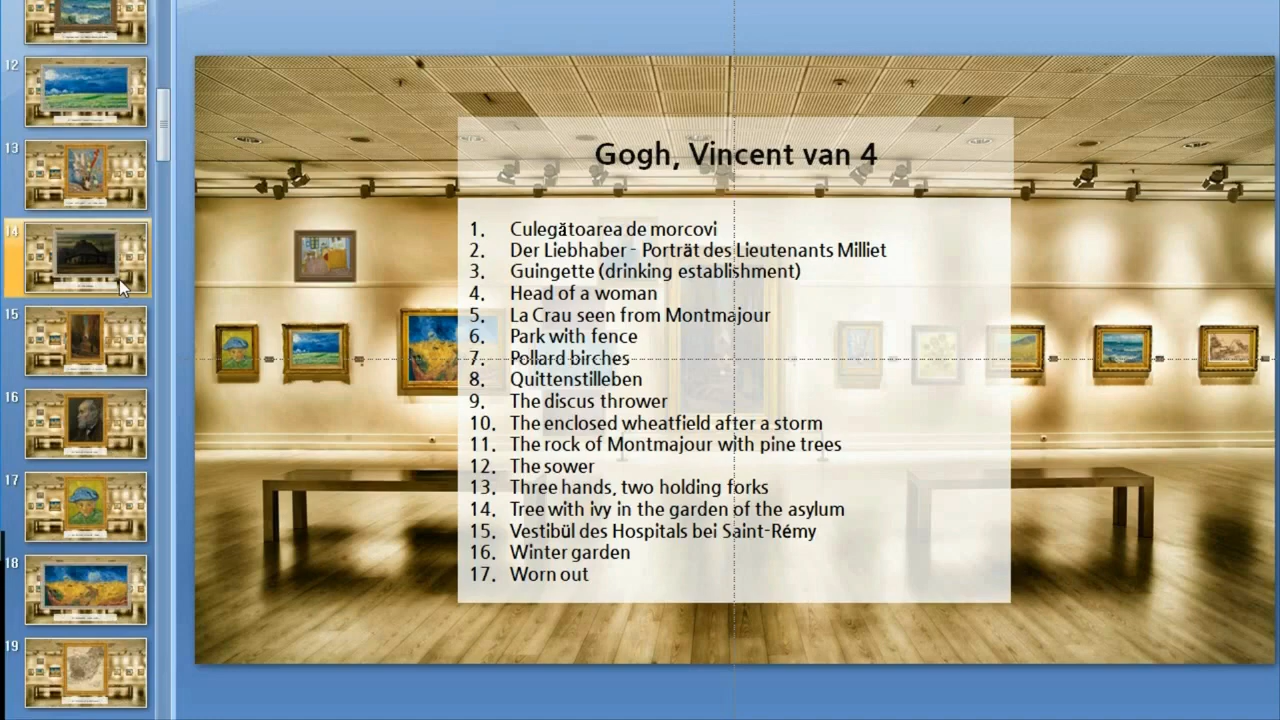 12
13
14
15
16
17
18
19
Gogh, Vincent van 4
1. Culegătoarea de morcovi
2. Der Liebhaber - Porträt des Lieutenants Milliet
3. Guingette (drinking establishment)
4. Head of a woman
5. La Crau seen from Montmajour
6. Park with fence
7. Pollard birches
8. Quittenstilleben
9. The discus thrower
10. The enclosed wheatfield after a storm
11. The rock of Montmajour with pine trees
12. The sower
13. Three hands, two holding forks
14. Tree with ivy in the garden of the asylum
15. Vestibül des Hospitals bei Saint-Rémy
16. Winter garden
17. Worn out